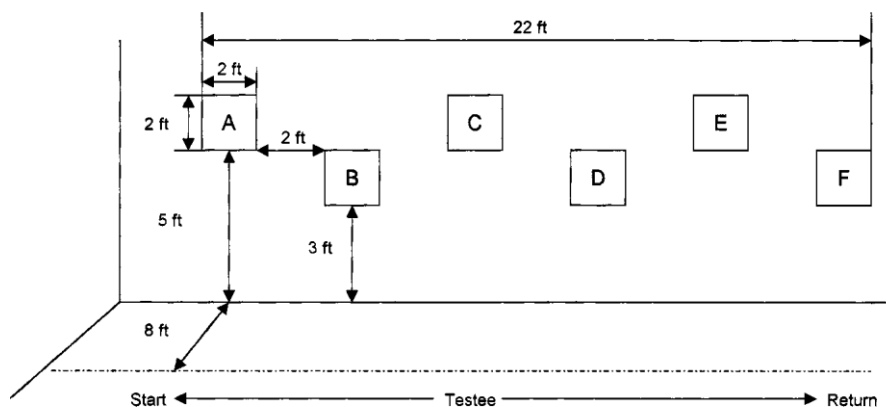 22 ft
2 ft
2 ft
A
C
E
2 ft
B
D
F
5 ft
3 ft
8 ft
Start
Testee
Return